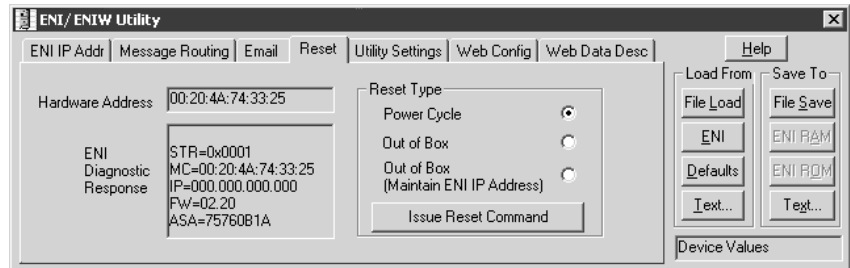 ENI/ENIW Utility
ENI IP Addr Message Routing Email Reset Utility Settings Web Config Web Data Desc
Help
Hardware Address 00:20:4A:74:33:25
ENI Diagnostic Response
STR=0x0001
MC=00:20:4A:74:33:25
IP=000.000.000.000
FW=02.20
ASA=75760B1A
Reset Type
Power Cycle
Out of Box
Out of Box
(Maintain ENI IP Address)
Issue Reset Command
Load From
File Load
ENI
Defaults
Text...
Save To
File Save
ENI RAM
ENI ROM
Text...
Device Values